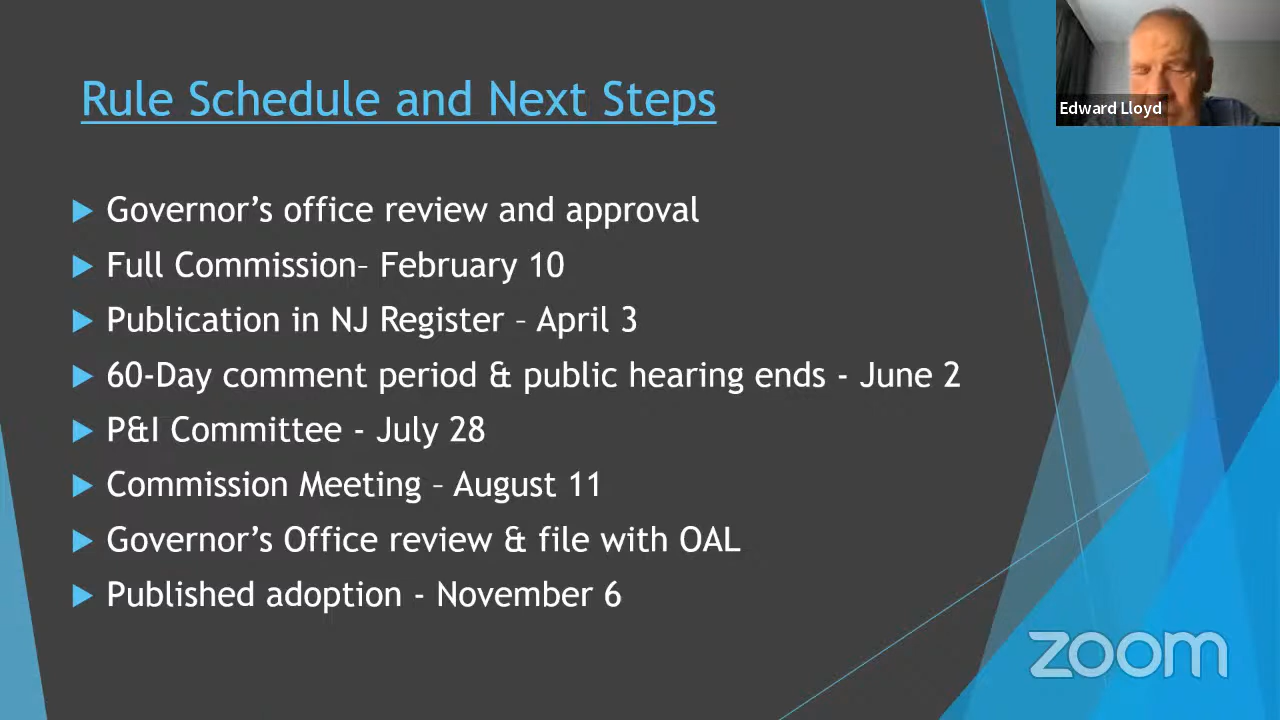 Rule Schedule and Next Steps
Edward Lloyd
Governor's office review and approval
Full Commission– February 10
Publication in NJ Register – April 3
60-Day comment period & public hearing ends - June 2
P&I Committee - July 28
Commission Meeting – August 11
Governor's Office review & file with OAL
Published adoption - November 6
zoom